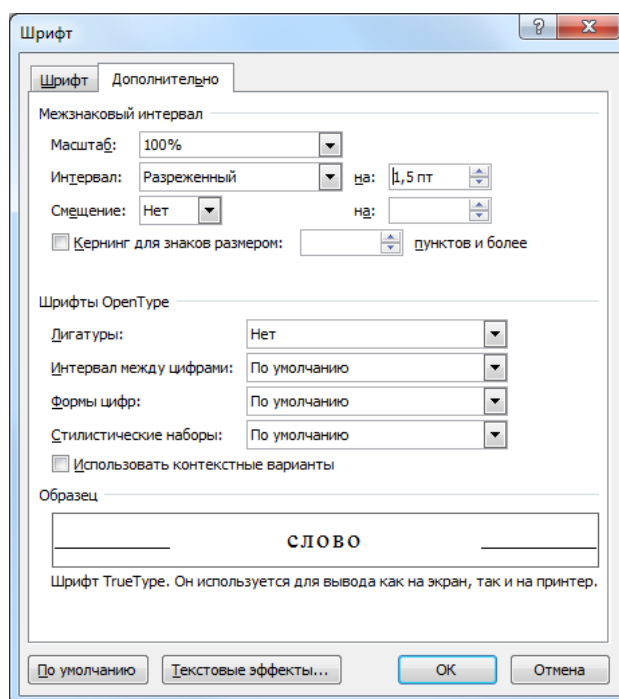 Шрифт
Шрифт Дополнительно
Межзнаковый интервал
Масштаб: 100%
Интервал: Разреженный на: 1,5 пт
Смещение: Нет на:
Кернинг для знаков размером: пунктов и более
Шрифты OpenType
Лигатуры: Нет
Интервал между цифрами: По умолчанию
Формы цифр: По умолчанию
Стилистические наборы: По умолчанию
Использовать контекстные варианты
Образец
слово
Шрифт TrueType. Он используется для вывода как на экран, так и на принтер.
По умолчанию Текстовые эффекты... ОК Отмена